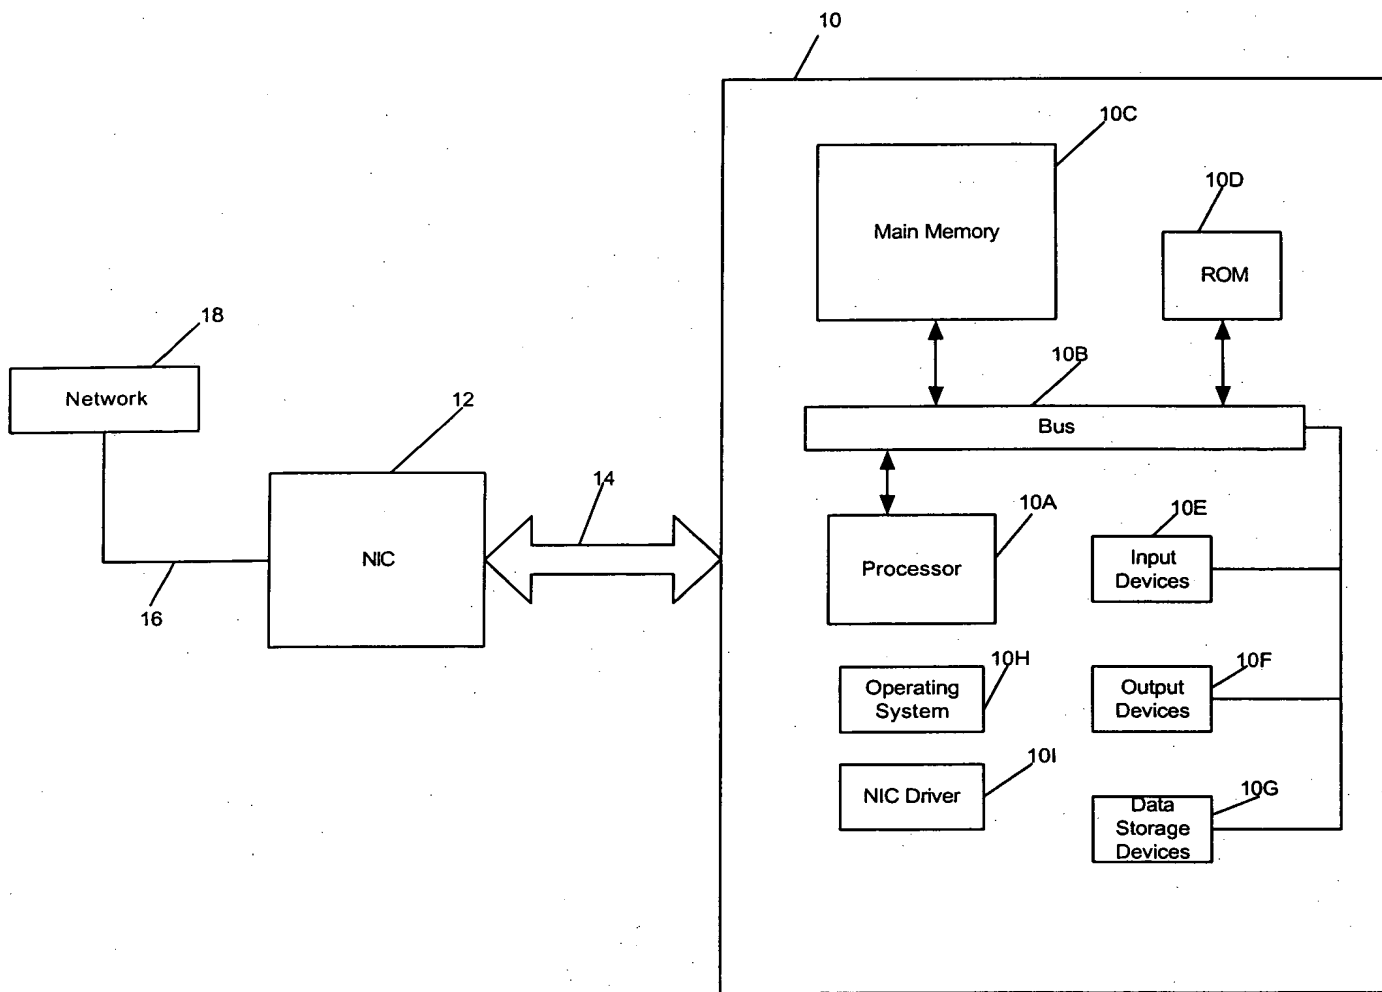 10
10C
Main Memory
10D
ROM
18
Network
10B
Bus
12
NIC
14
16
10A
Processor
10E
Input
Devices
10H
Operating
System
10F
Output
Devices
10I
NIC Driver
10G
Data
Storage
Devices